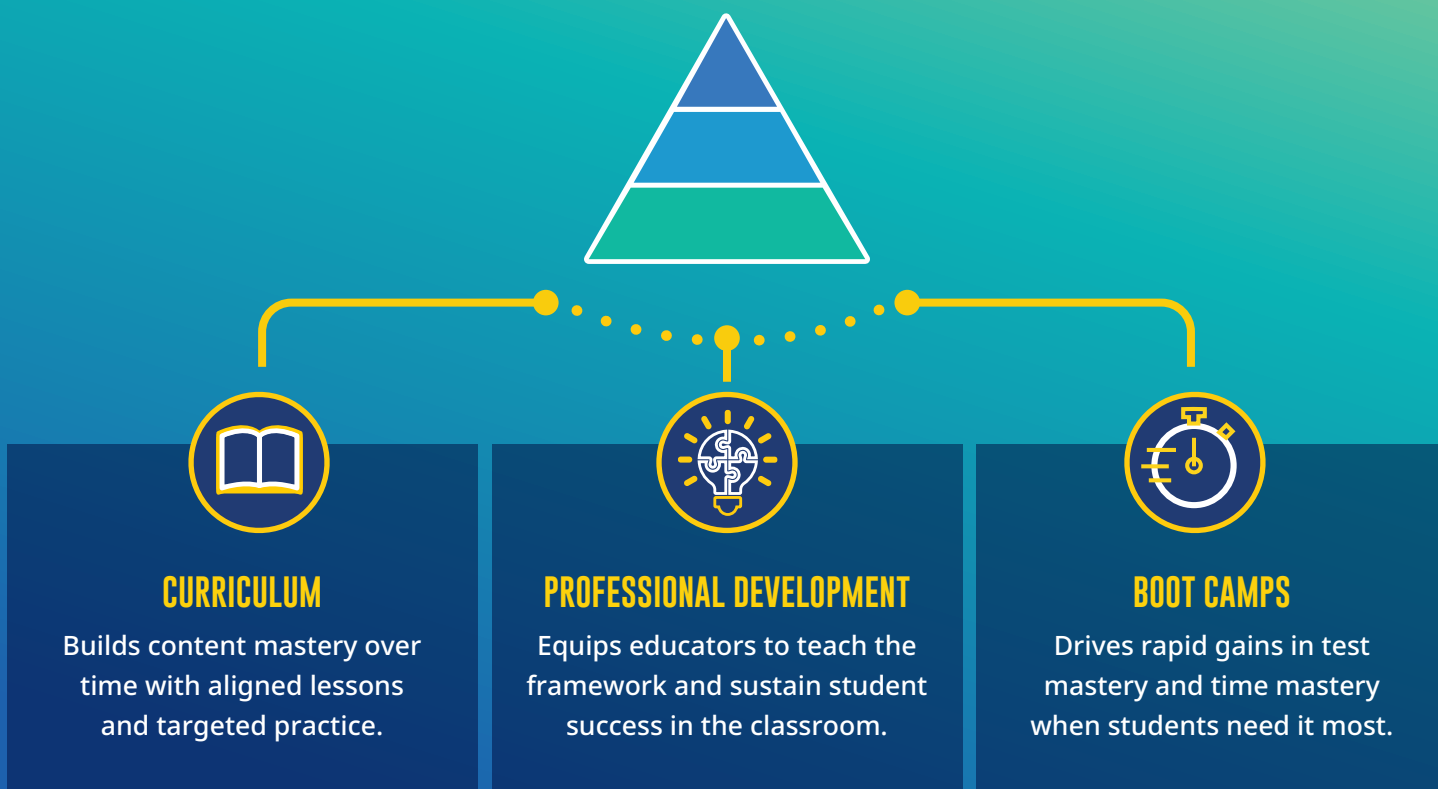 CURRICULUM
Builds content mastery over
time with aligned lessons
and targeted practice.
PROFESSIONAL DEVELOPMENT
Equips educators to teach the
framework and sustain student
success in the classroom.
BOOT CAMPS
Drives rapid gains in test
mastery and time mastery
when students need it most.